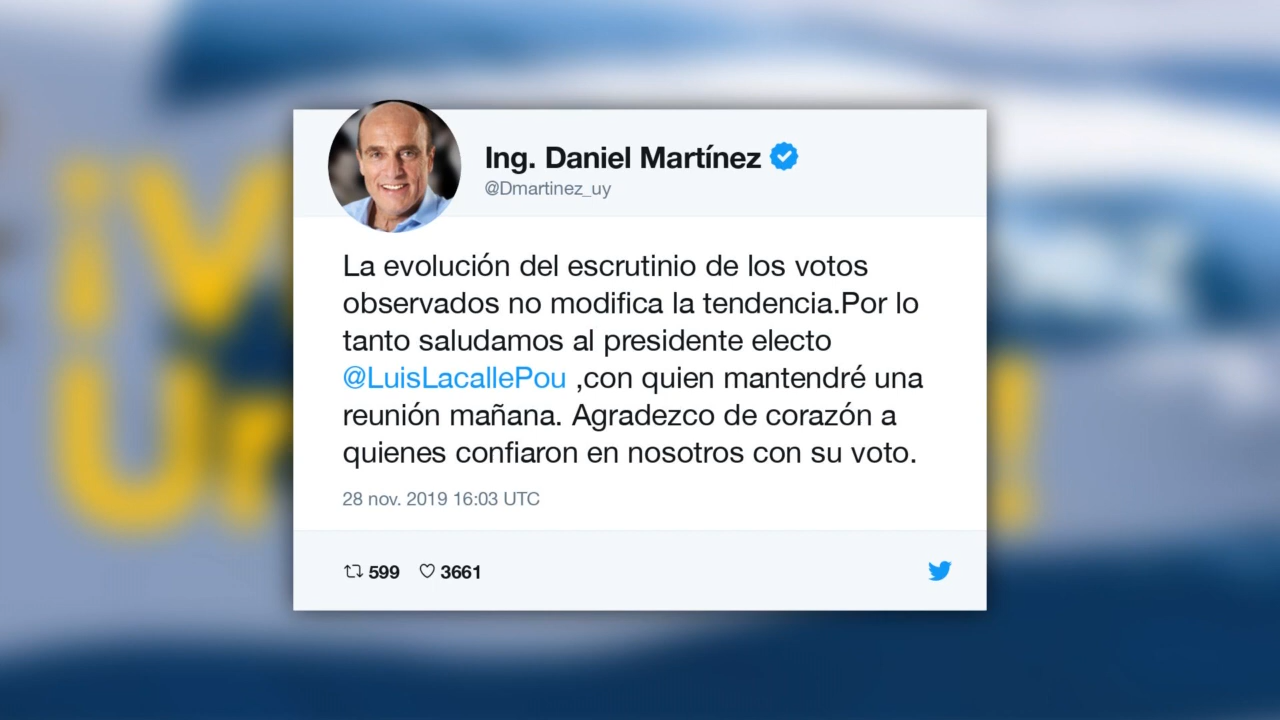 Ing. Daniel Martínez
@Dmartinez_uy
La evolución del escrutinio de los votos
observados no modifica la tendencia.Por lo
tanto saludamos al presidente electo
@LuisLacallePou ,con quien mantendré una
reunión mañana. Agradezco de corazón a
quienes confiaron en nosotros con su voto.
28 nov. 2019 16:03 UTC
599 3661